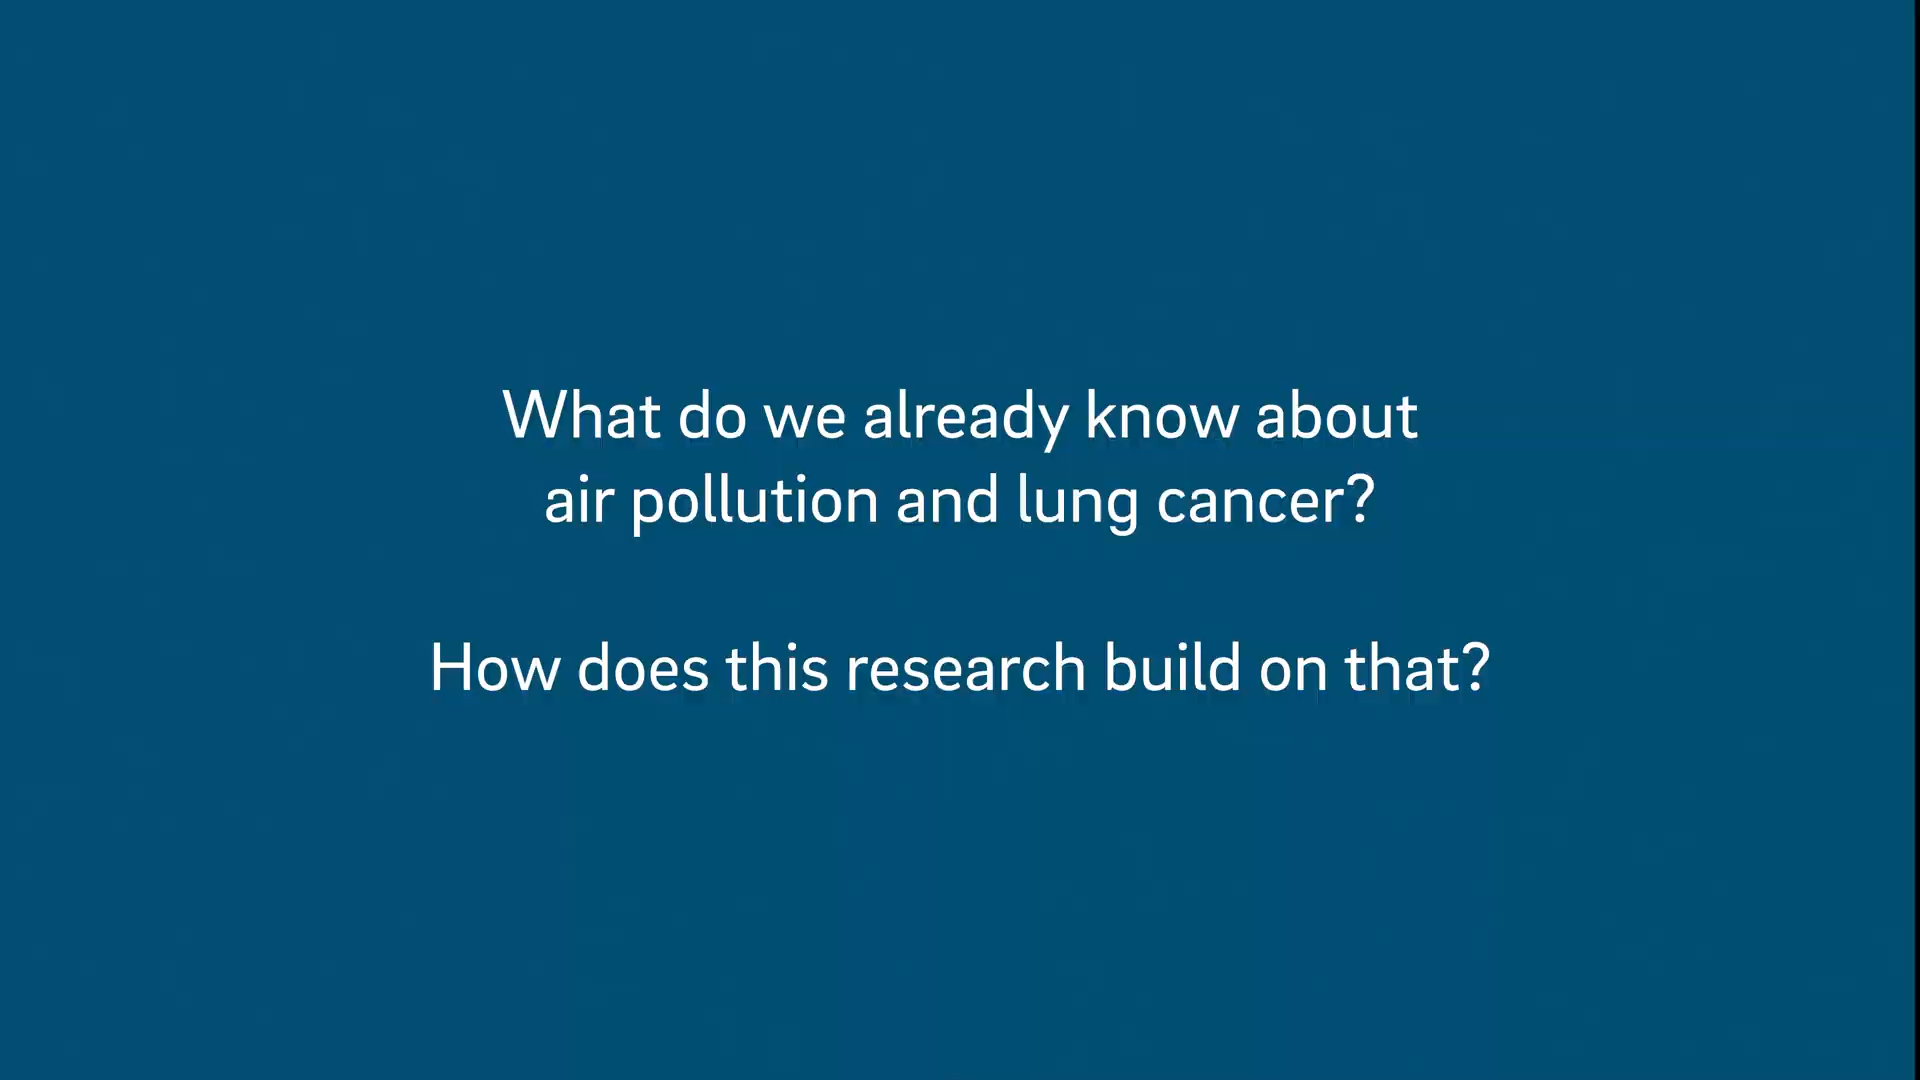 What do we already know about
air pollution and lung cancer?
How does this research build on that?